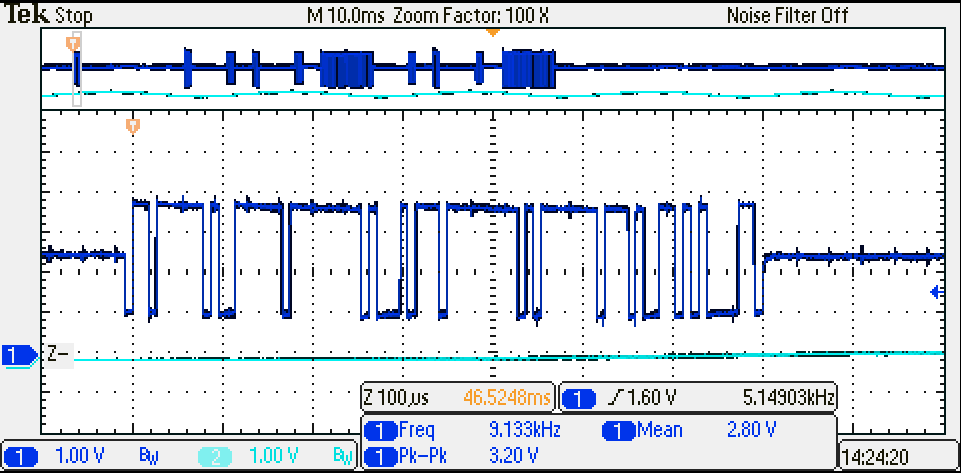 Tek Stop M 10.0ms Zoom Factor: 100 X Noise Filter Off
T
T
1 Z-
Z 100µs 46.5248ms 1 1.60 V 5.14903kHz
1 Freq 9.133kHz 1 Mean 2.80 V
1 1.00 V BW 2 1.00 V BW 1 Pk-Pk 3.20 V 14:24:20